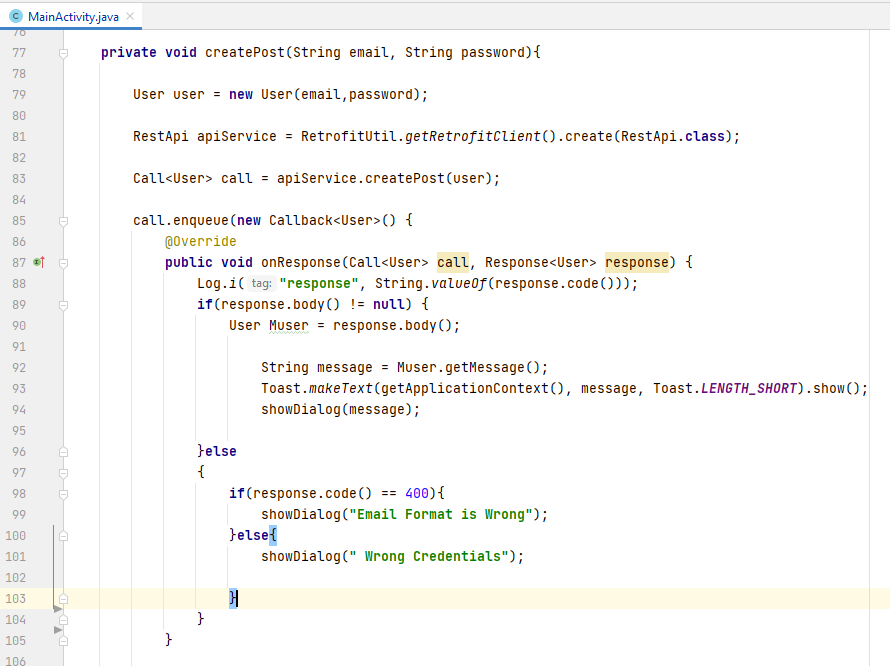 MainActivity.java
76
77 private void createPost(String email, String password){
78
79 User user = new User(email,password);
80
81 RestApi apiService = RetrofitUtil.getRetrofitClient().create(RestApi.class);
82
83 Call<User> call = apiService.createPost(user);
84
85 call.enqueue(new Callback<User>() {
86 @Override
87 public void onResponse(Call<User> call, Response<User> response) {
88 Log.i( tag: "response", String.valueOf(response.code()));
89 if(response.body() != null) {
90 User Muser = response.body();
91
92 String message = Muser.getMessage();
93 Toast.makeText(getApplicationContext(), message, Toast.LENGTH_SHORT).show();
94 showDialog(message);
95
96 }else
97 {
98 if(response.code() == 400){
99 showDialog("Email Format is Wrong");
100 }else{
101 showDialog(" Wrong Credentials");
102
103 }
104 }
105 }
106